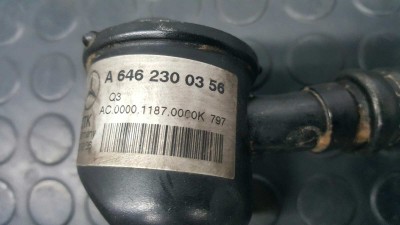 A 646 230 03 56
Q3
AC.0000.1187.0000K 797